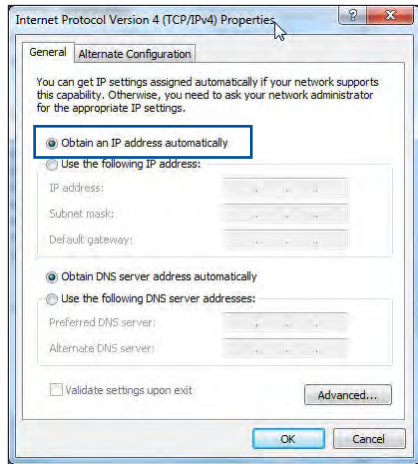 Internet Protocol Version 4 (TCP/IPv4) Properties
?
X
General
Alternate Configuration
You can get IP settings assigned automatically if your network supports
this capability. Otherwise, you need to ask your network administrator
for the appropriate IP settings.
Obtain an IP address automatically
Use the following IP address:
IP address:
Subnet mask:
Default gateway:
Obtain DNS server address automatically
Use the following DNS server addresses:
Preferred DNS server:
Alternate DNS server:
Validate settings upon exit
Advanced...
OK
Cancel